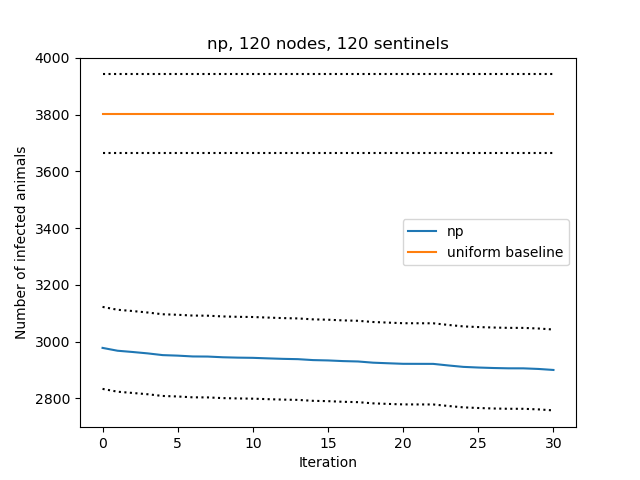 np, 120 nodes, 120 sentinels
Number of infected animals
4000
3800
3600
3400
3200
3000
2800
np
uniform baseline
0 5 10 15 20 25 30
Iteration